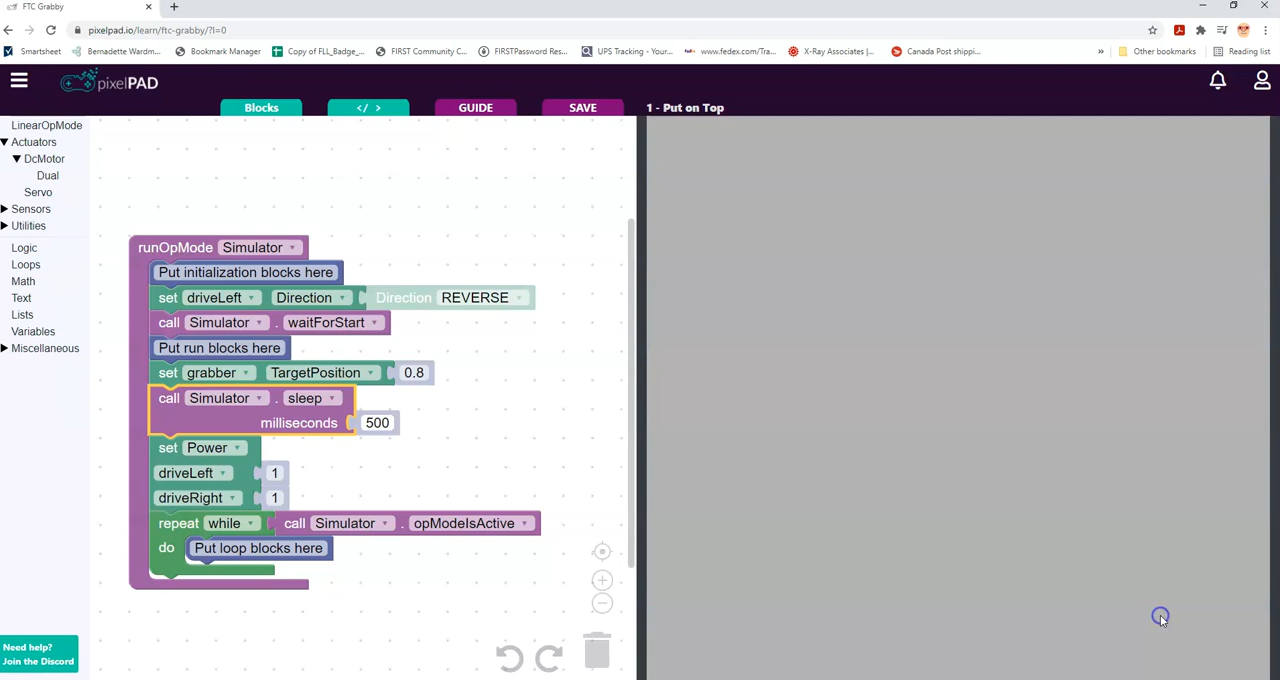 FTC Grabby
pixelpad.io/learn/ftc-grabby/?l=0
Smartsheet
Bernadette Wardm...
Bookmark Manager
Copy of FLL_Badge_...
FIRST Community C...
FIRSTPassword Res...
UPS Tracking - Your...
www.fedex.com/Tra...
X-Ray Associates |...
Canada Post shippi...
»
Other bookmarks
Reading list
pixelPAD
Blocks
</>
GUIDE
SAVE
1 - Put on Top
LinearOpMode
Actuators
DcMotor
Dual
Servo
Sensors
Utilities
Logic
Loops
Math
Text
Lists
Variables
Miscellaneous
Need help?
Join the Discord
runOpMode Simulator
Put initialization blocks here
set driveLeft . Direction Direction REVERSE
call Simulator . waitForStart
Put run blocks here
set grabber . TargetPosition 0.8
call Simulator . sleep
milliseconds 500
set Power
driveLeft 1
driveRight 1
repeat while call Simulator . opModeIsActive
do Put loop blocks here